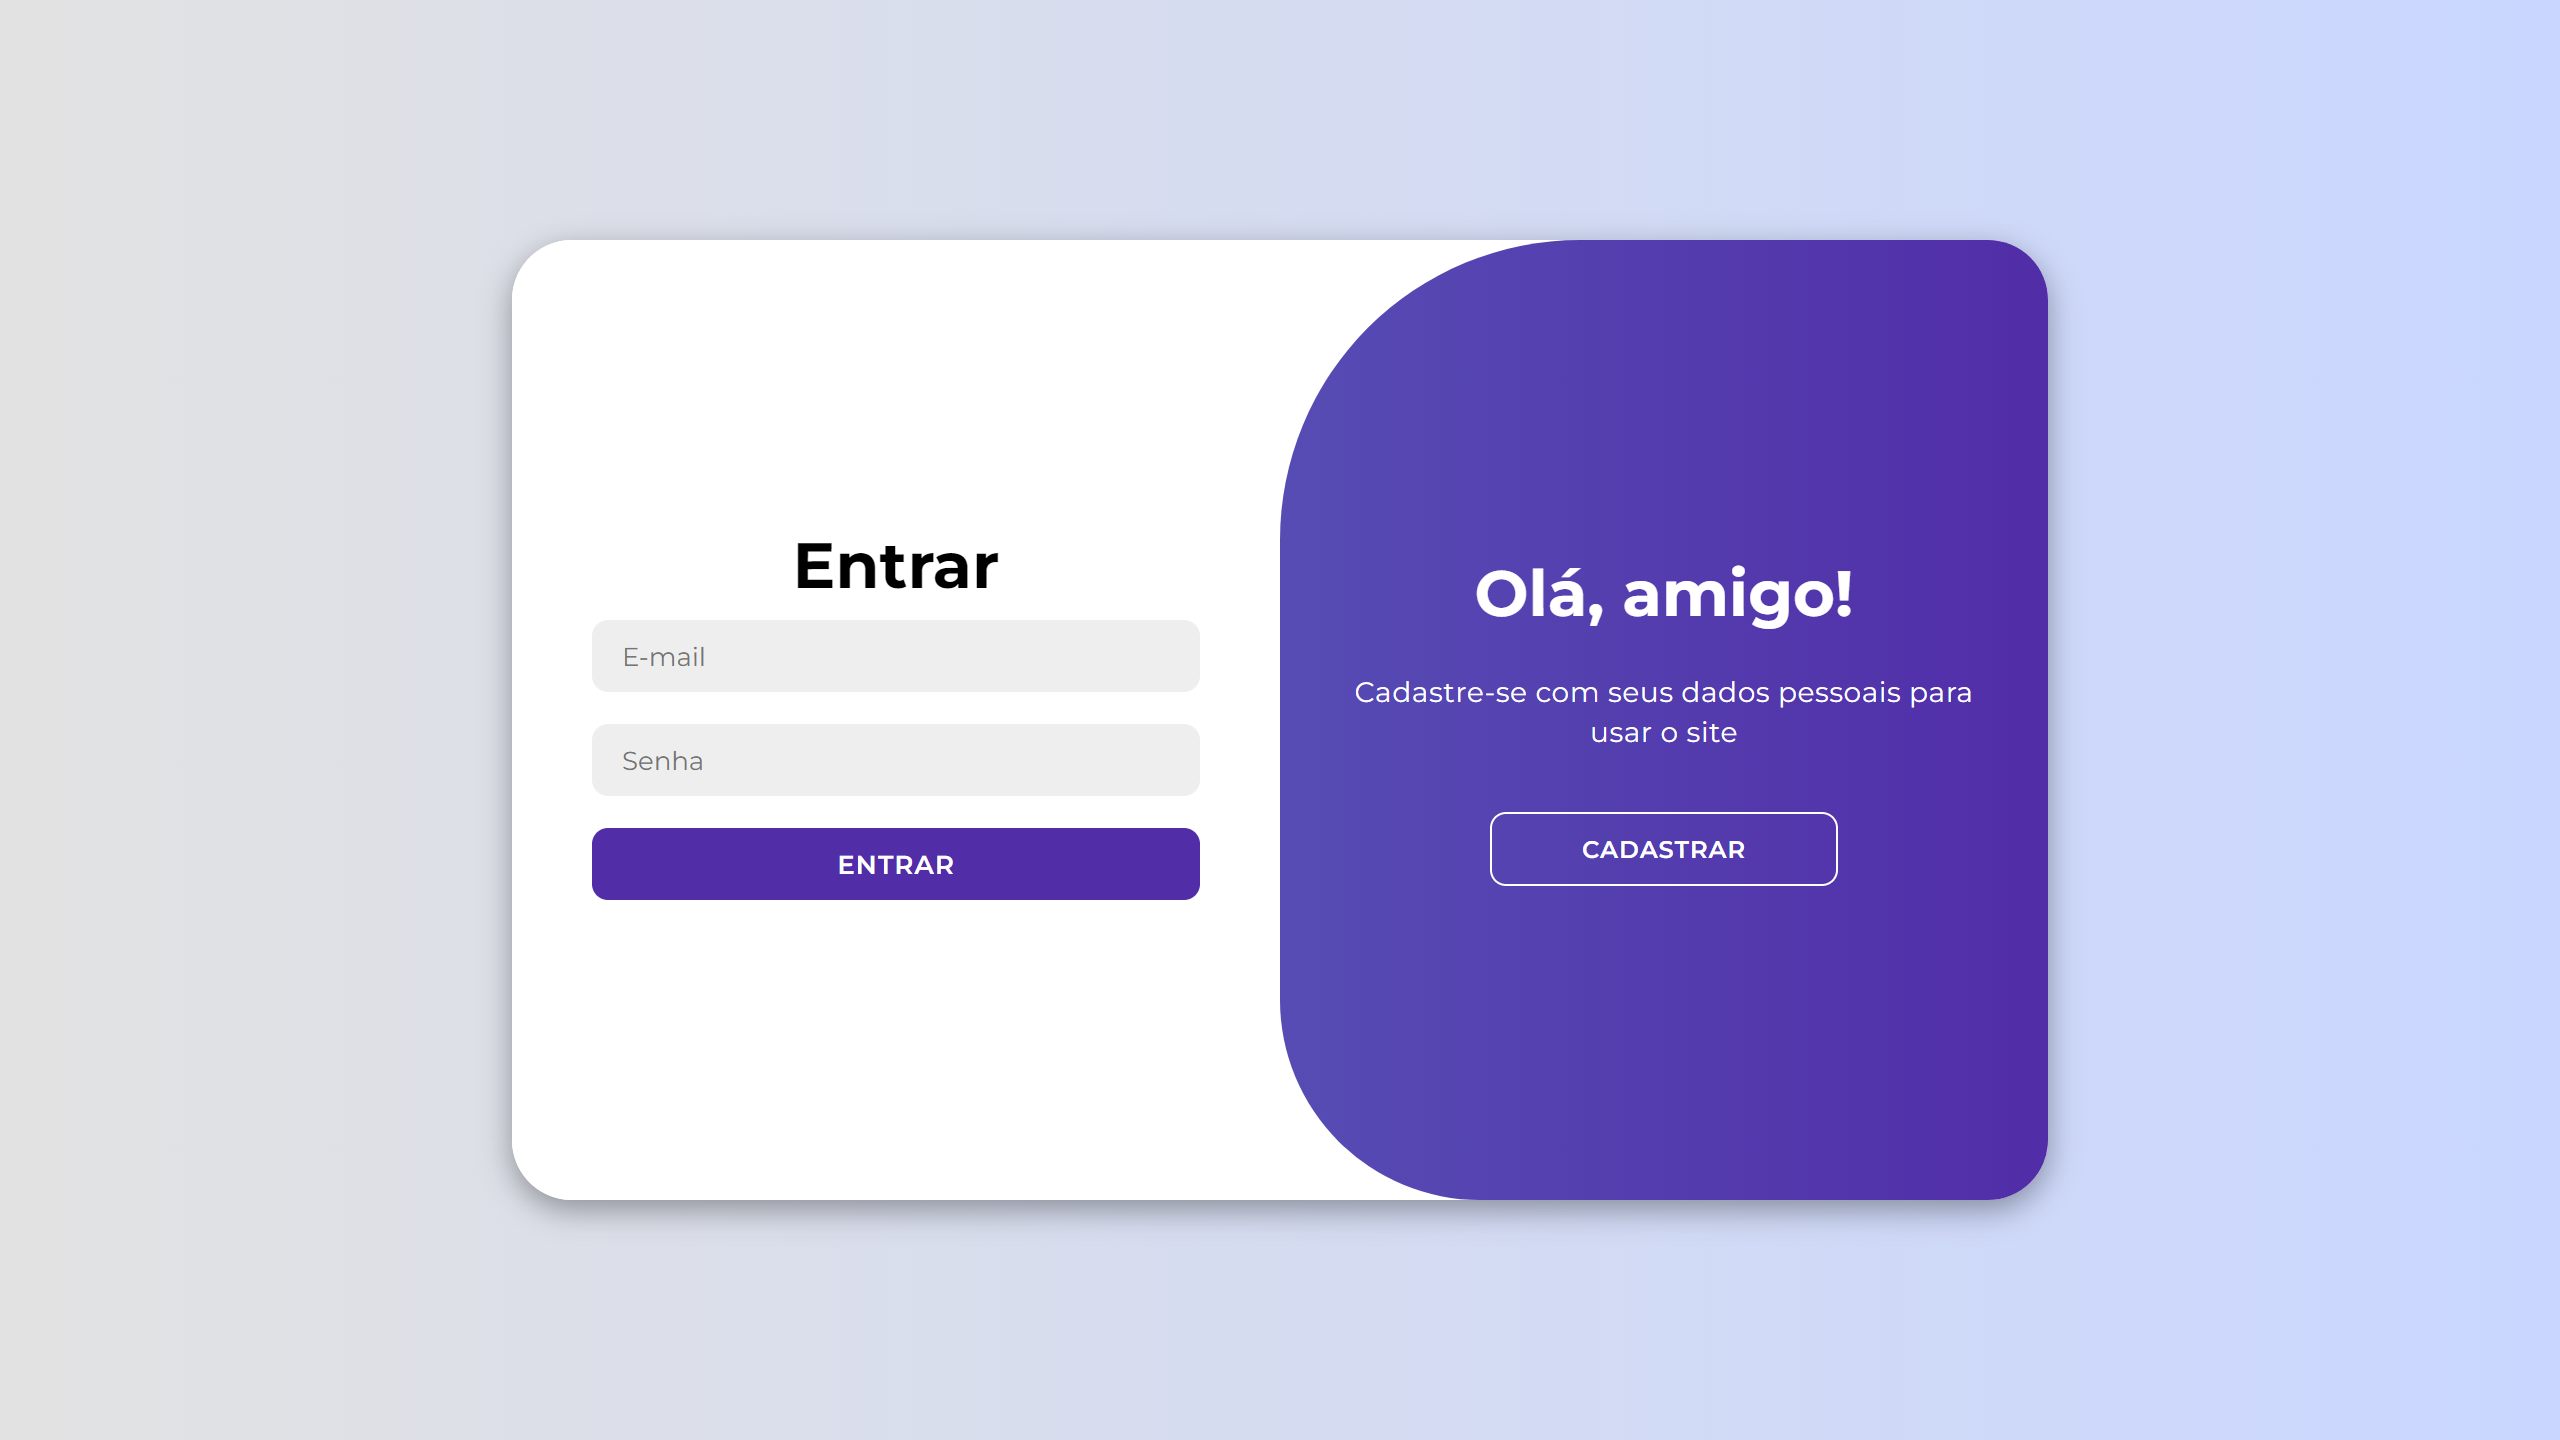 Entrar
E-mail
Senha
ENTRAR
Olá, amigo!
Cadastre-se com seus dados pessoais para
usar o site
CADASTRAR